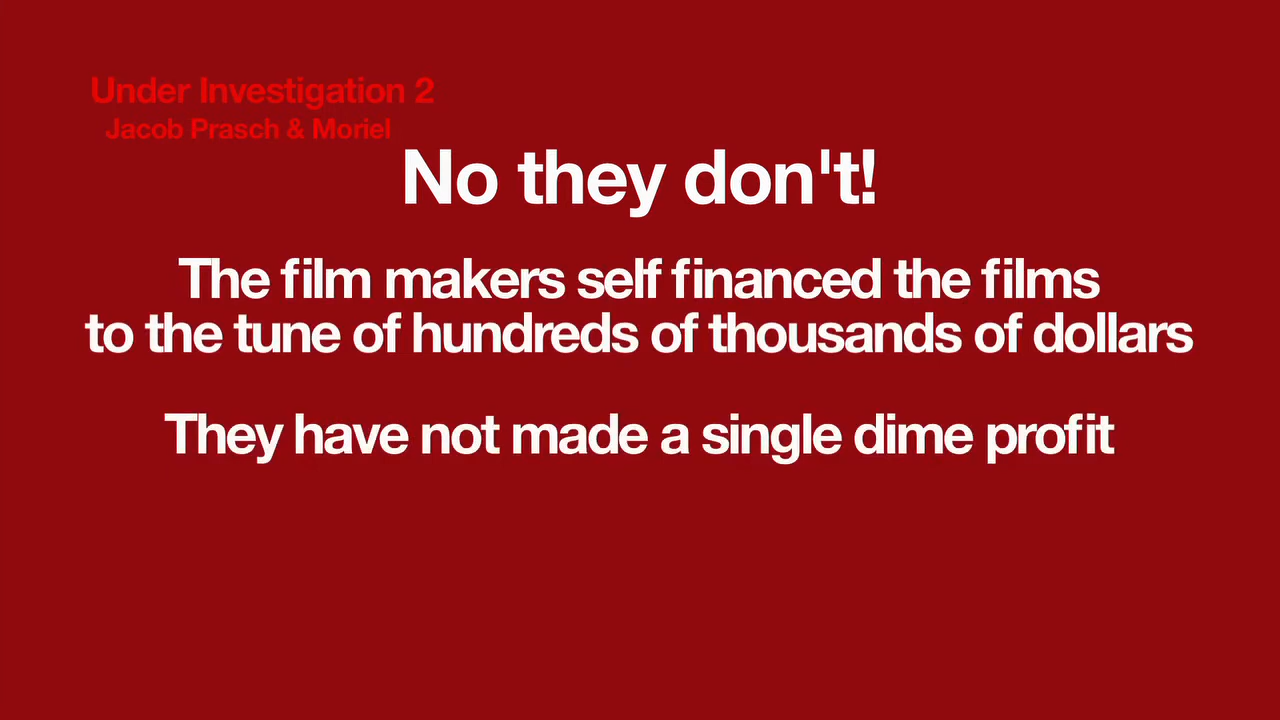 Under Investigation 2
Jacob Prasch & Moriel
No they don't!
The film makers self financed the films
to the tune of hundreds of thousands of dollars
They have not made a single dime profit